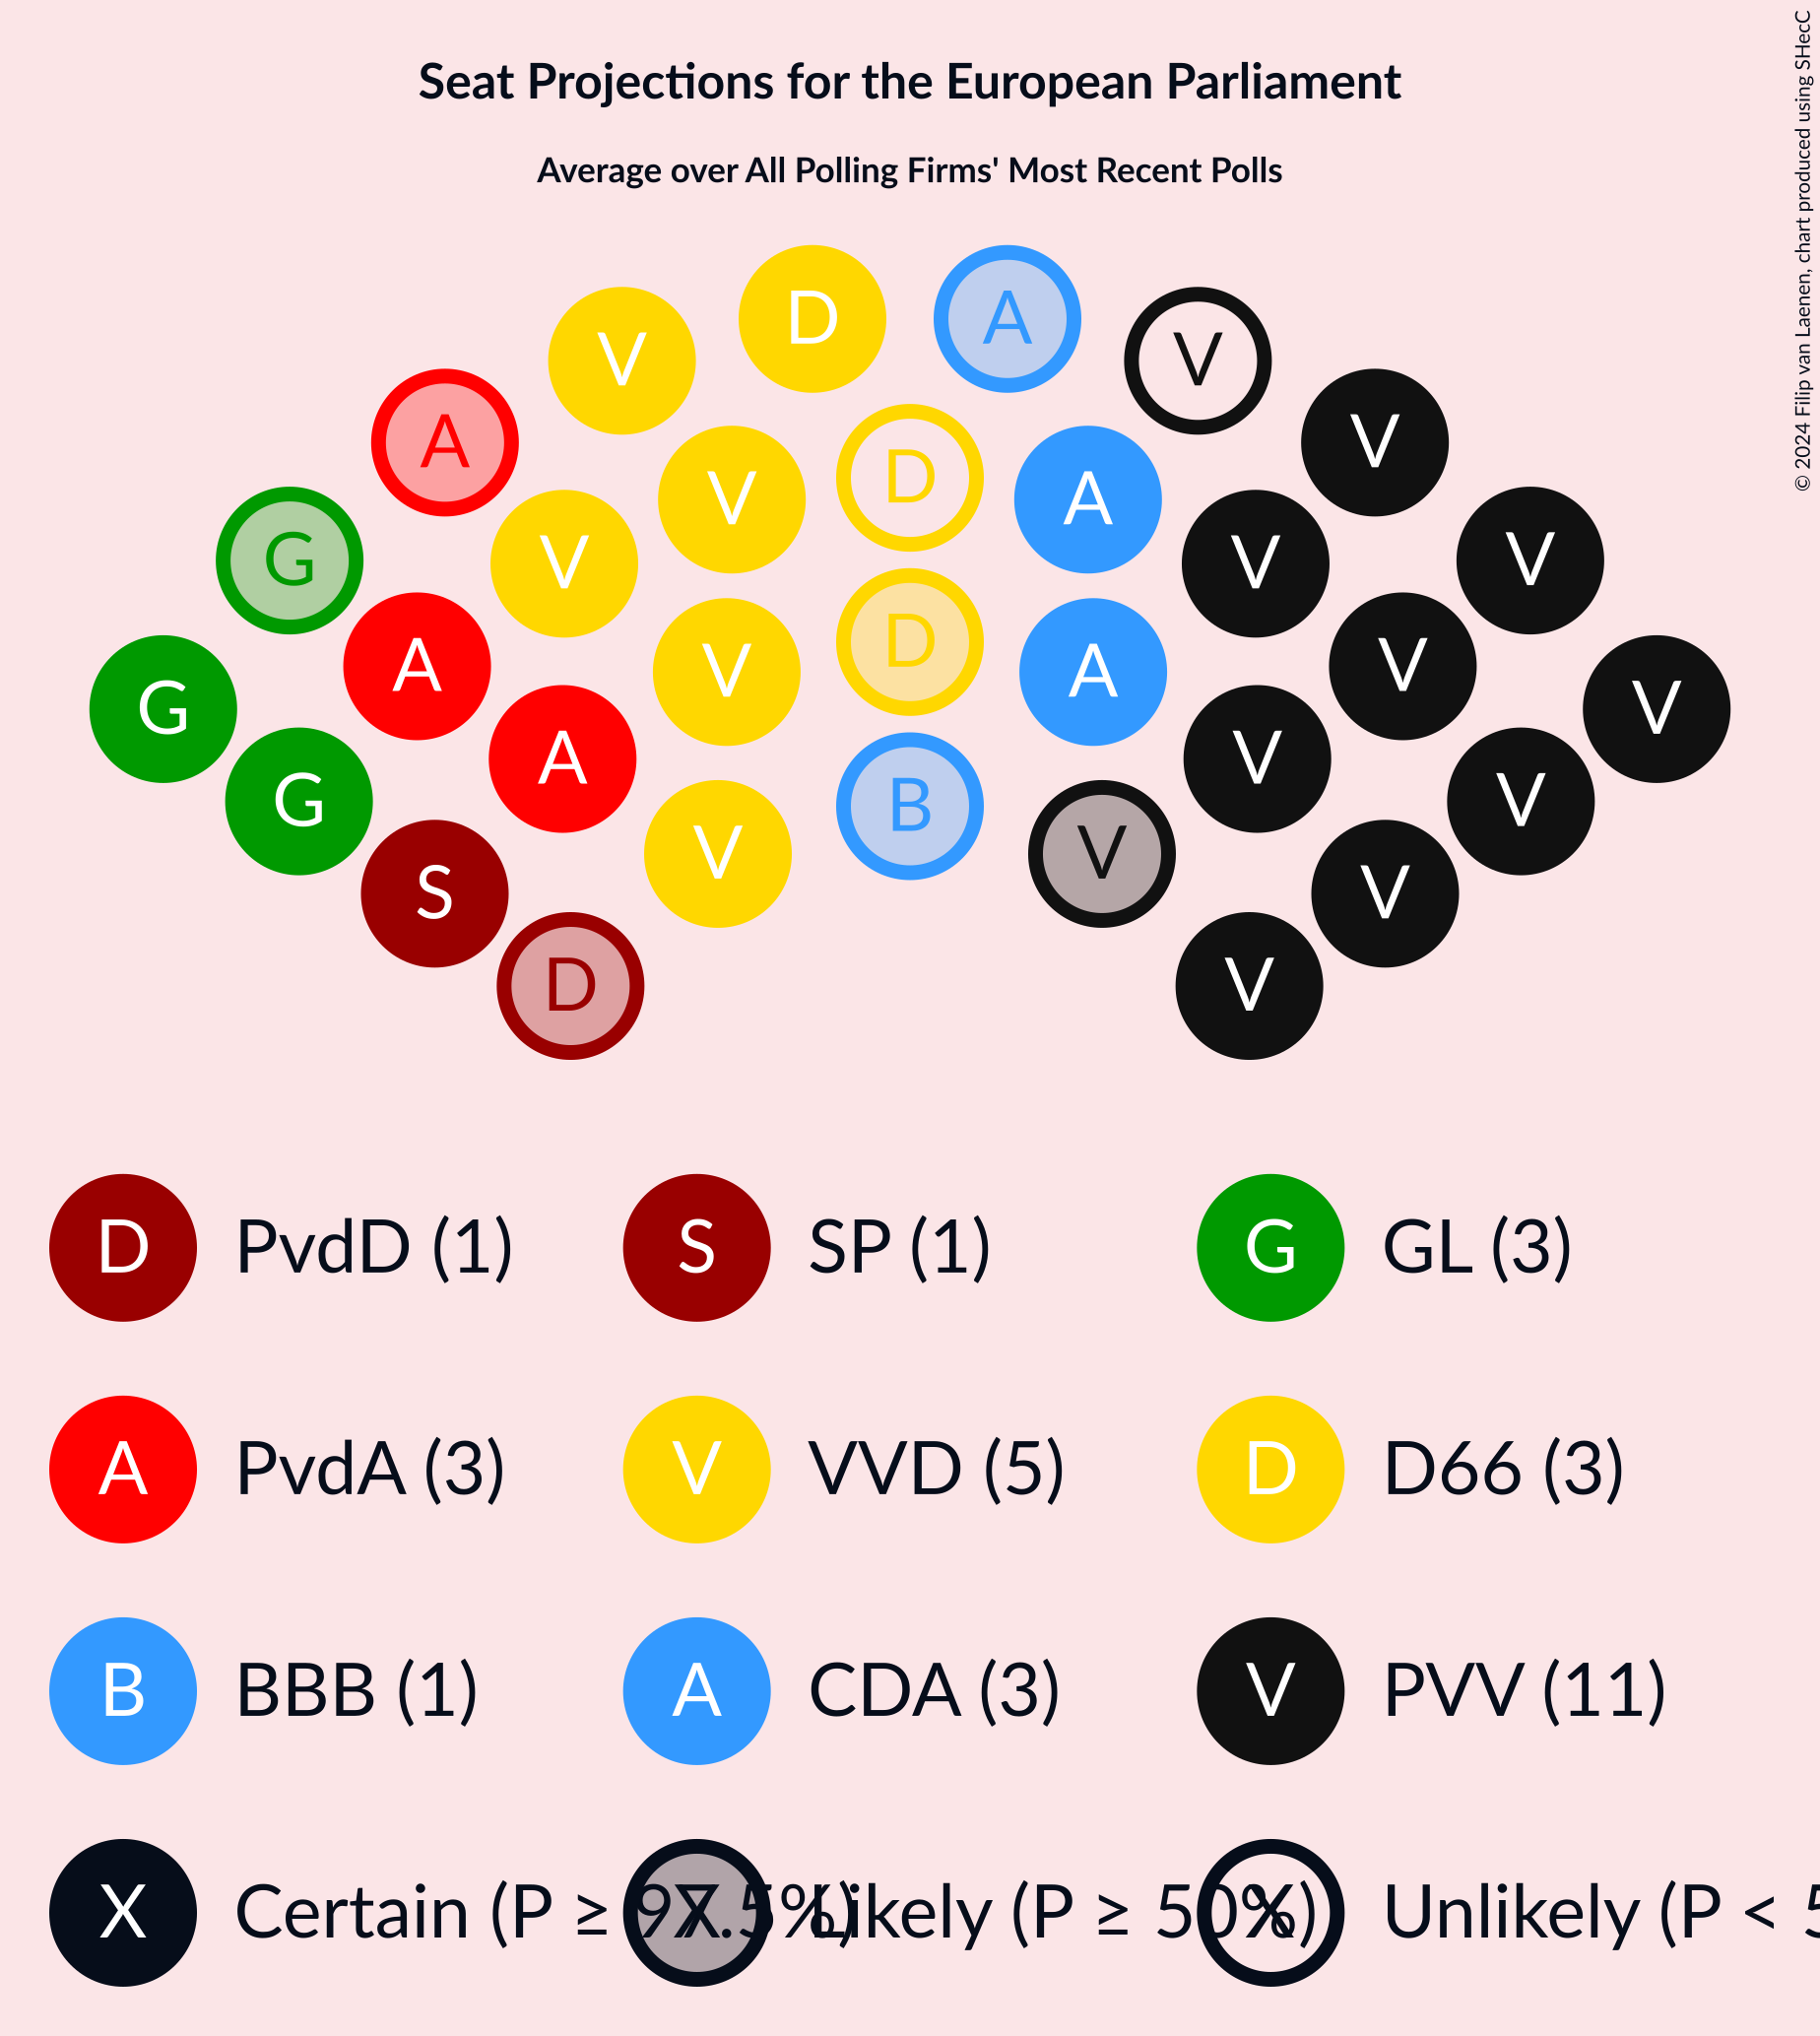 Seat Projections for the European Parliament
Average over All Polling Firms' Most Recent Polls
© 2024 Filip van Laenen, chart produced using SHecC
D A
V V
A D V
V A
G V V V
D
A V V A V
G A V V
G B V
S V V V
D V
D PvdD (1) S SP (1) G GL (3)
A PvdA (3) V VVD (5) D D66 (3)
B BBB (1) A CDA (3) V PVV (11)
X Certain (P ≥ 97.5%) X Likely (P ≥ 50%) X Unlikely (P < 5